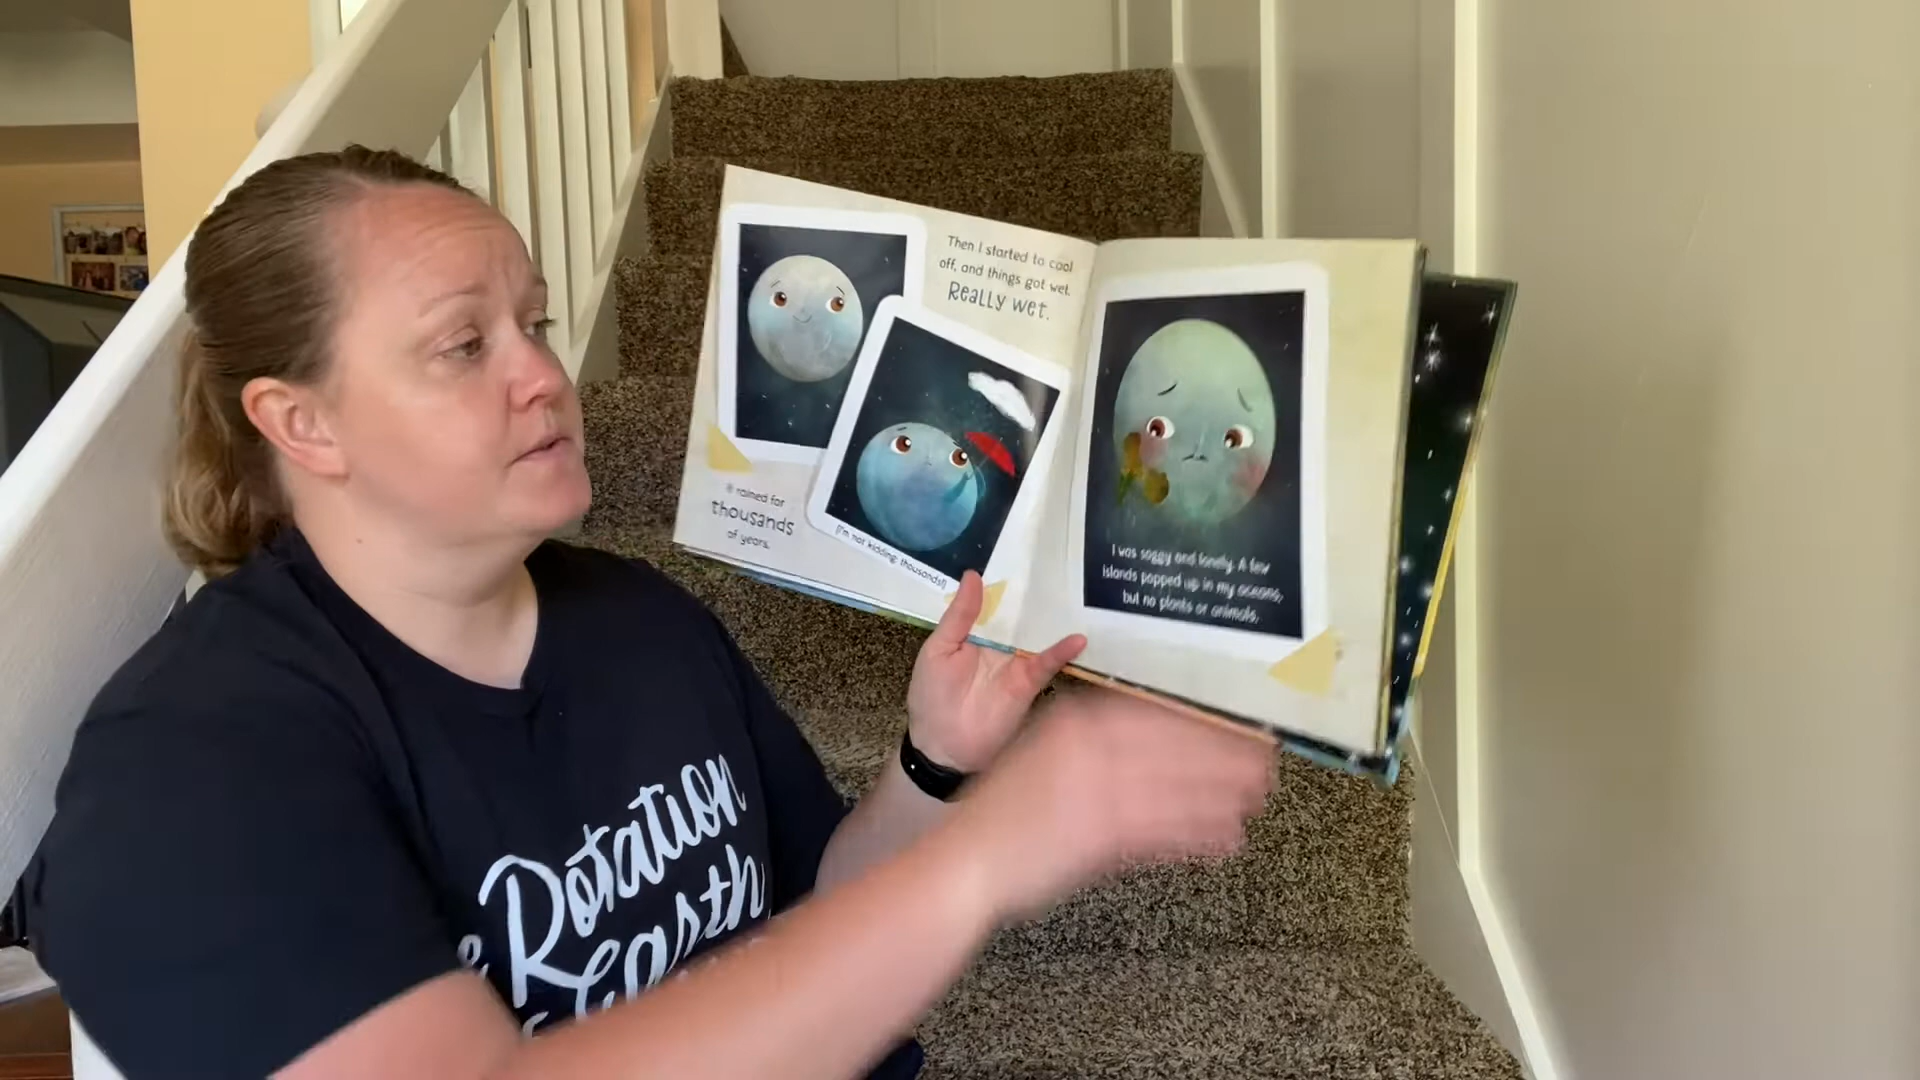 Then I started to cool
off, and things got wet.
Really wet.
It rained for
thousands
of years.
(I'm not kidding: thousands!)
I was soggy and lonely. A few
islands popped up in my oceans,
but no plants or animals.
Rotation
Earth